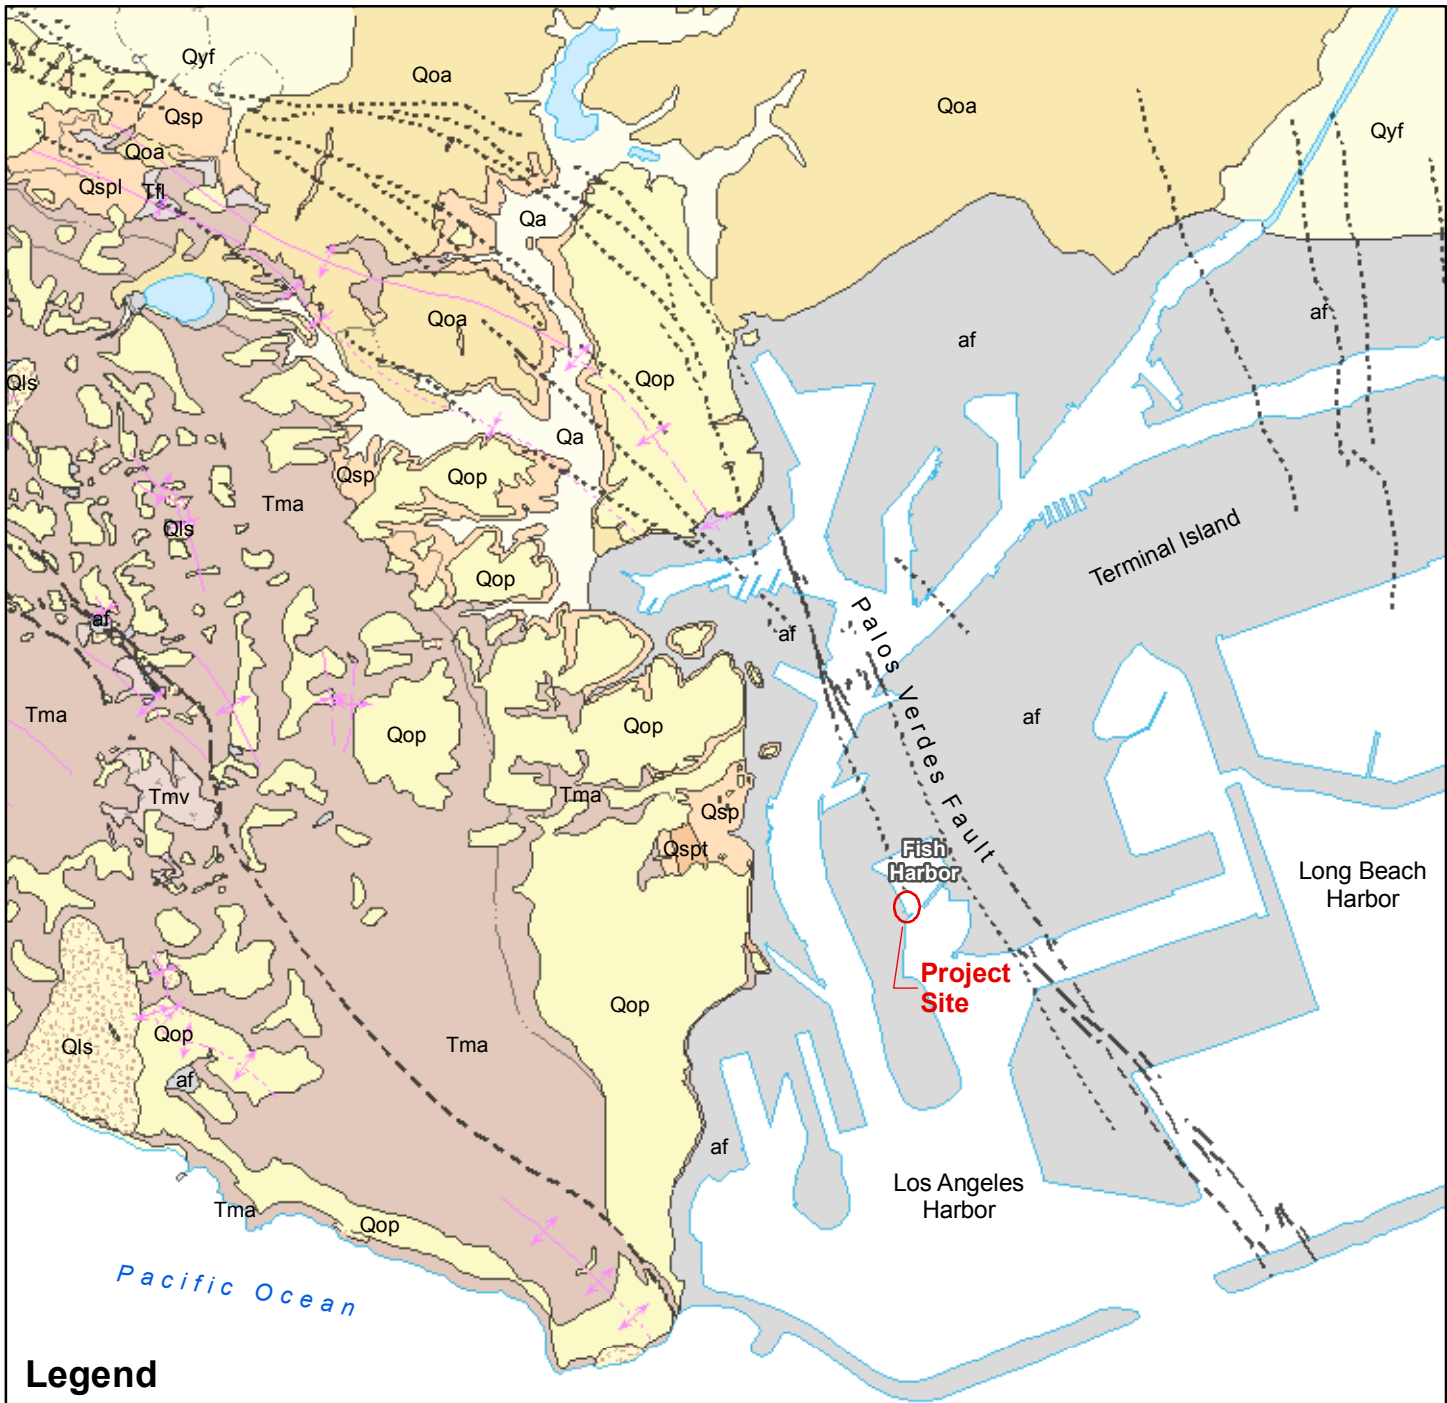 Qyf
Qoa
Qoa
Qyf
Qsp
Qoa
Qspl
Tfl
Qa
af
af
Qoa
Qop
Qls
Qa
Qsp
Qop
Tma
Qls
Terminal Island
Qop
af
af
Palos Verdes Fault
Tma
Qop
Qop
af
Tmv
Tma
Qsp
Qspt
Fish
Harbor
Long Beach
Harbor
Project
Site
Qop
Qop
Qls
Tma
af
af
Los Angeles
Harbor
Tma
Qop
Pacific Ocean
Legend